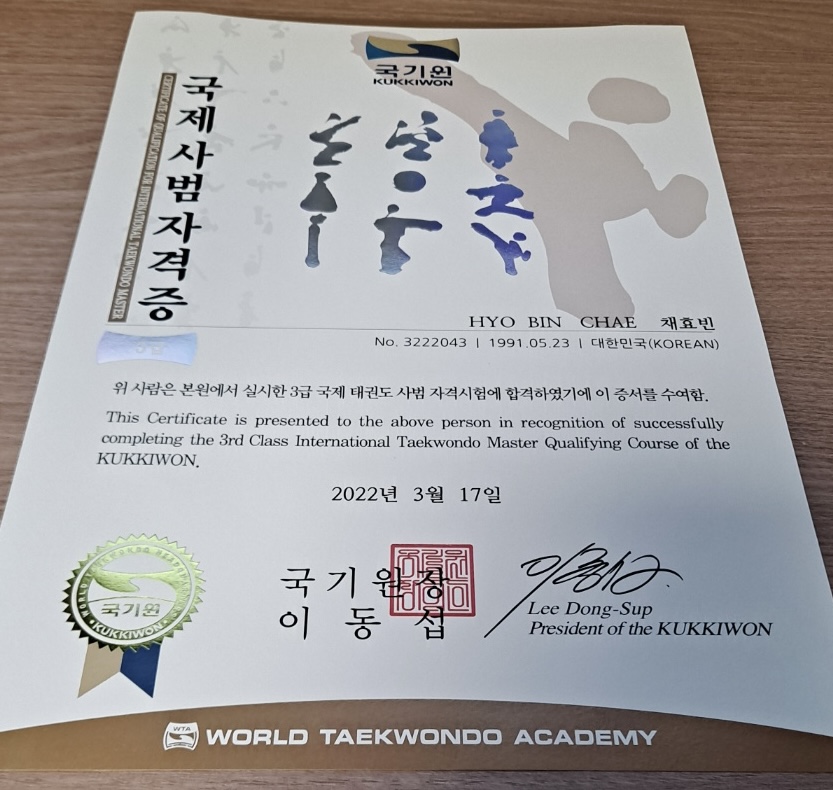 국기원
KUKKIWON
국제사범자격증
CERTIFICATE OF QUALIFICATION FOR INTERNATIONAL TAEKWONDO MASTER
HYO BIN CHAE 채효빈
No. 3222043 | 1991.05.23 | 대한민국(KOREAN)
위 사람은 본원에서 실시한 3급 국제 태권도 사범 자격시험에 합격하였기에 이 증서를 수여함.
This Certificate is presented to the above person in recognition of successfully
completing the 3rd Class International Taekwondo Master Qualifying Course of the
KUKKIWON.
2022년 3월 17일
국기원장
이동섭
Lee Dong-Sup
President of the KUKKIWON
국기원
KUKKIWON
WTA
WORLD TAEKWONDO ACADEMY